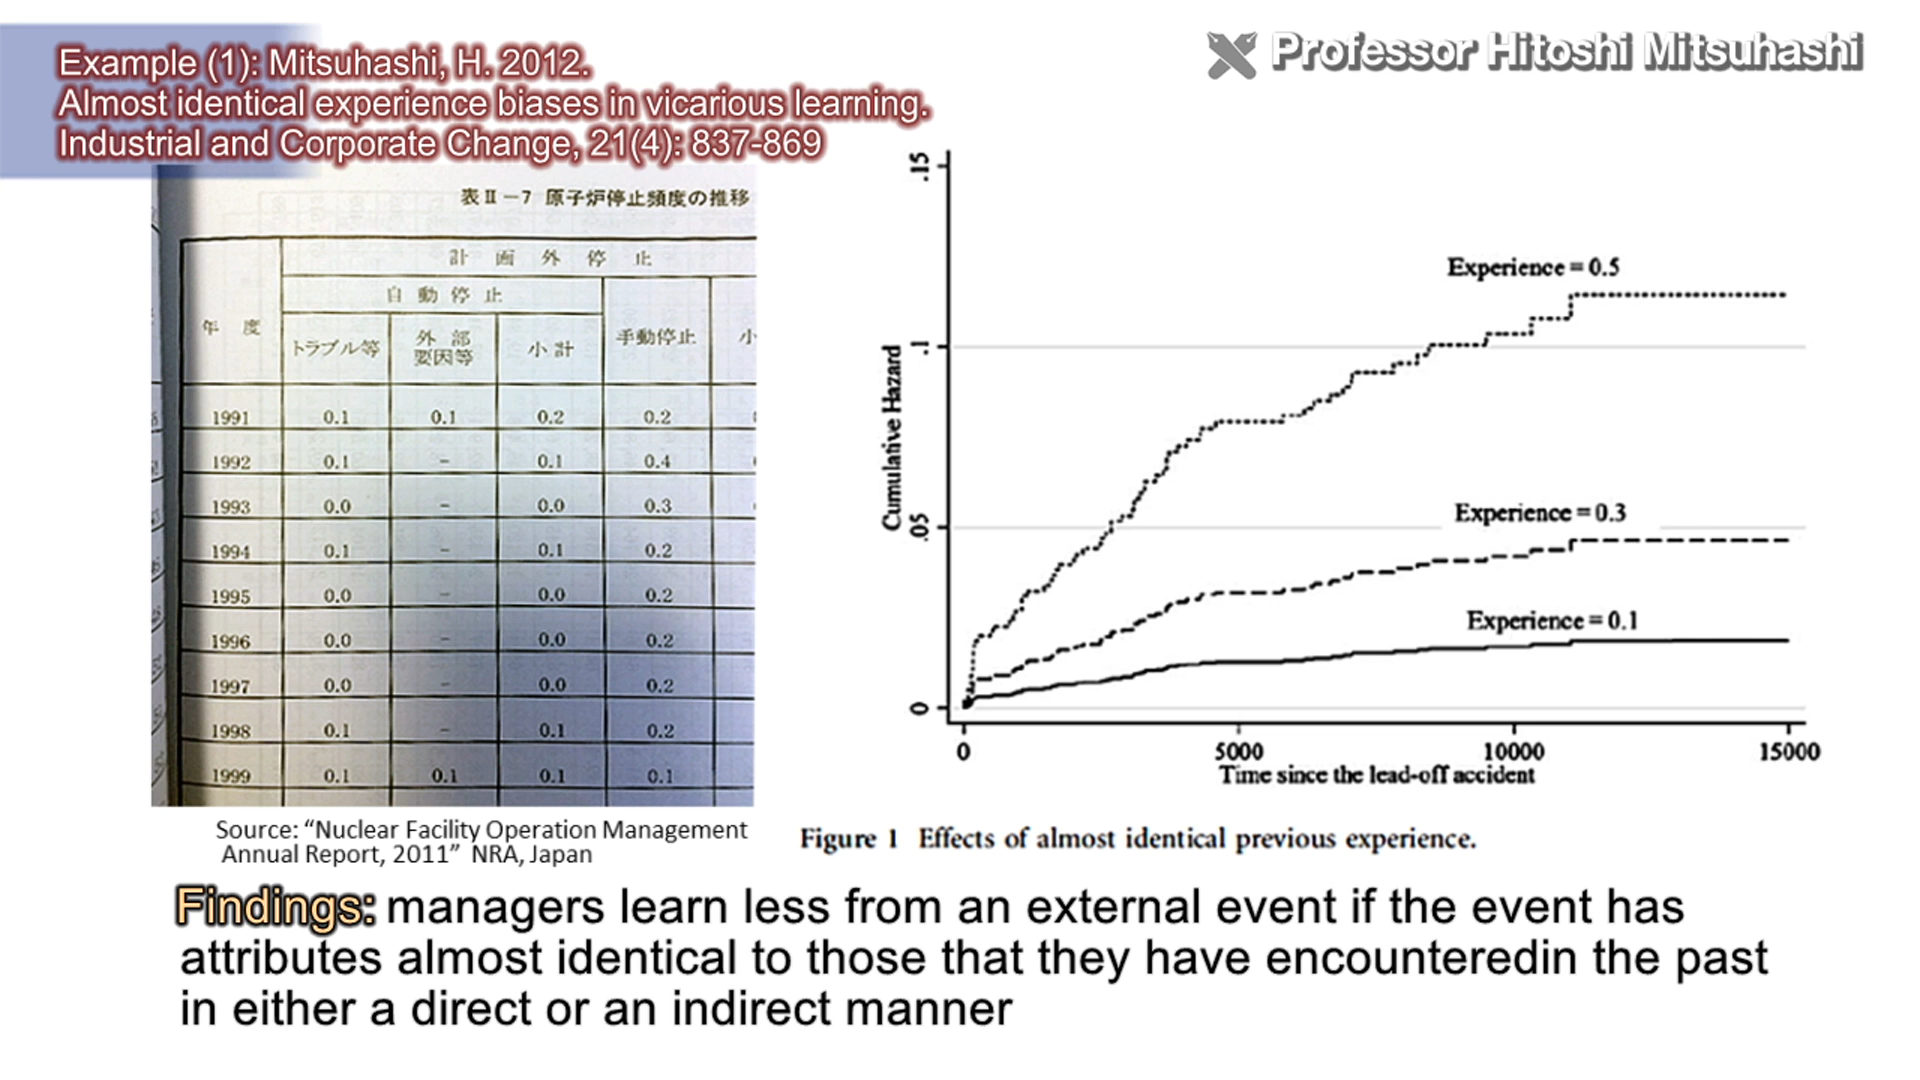 Example (1): Mitsuhashi, H. 2012.
Almost identical experience biases in vicarious learning.
Industrial and Corporate Change, 21(4): 837-869
Professor Hitoshi Mitsuhashi
表Ⅱ－7 原子炉停止頻度の推移
計画外停止
自動停止
年度
トラブル等
外部
要因等
小計
手動停止
小
1991 0.1 0.1 0.2 0.2
1992 0.1 － 0.1 0.4
1993 0.0 － 0.0 0.3
1994 0.1 － 0.1 0.2
1995 0.0 － 0.0 0.2
1996 0.0 － 0.0 0.2
1997 0.0 － 0.0 0.2
1998 0.1 － 0.1 0.2
1999 0.1 0.1 0.1 0.1
Source: “Nuclear Facility Operation Management
Annual Report, 2011” NRA, Japan
Cumulative Hazard
.15
.1
.05
0
Experience = 0.5
Experience = 0.3
Experience = 0.1
0 5000 10000 15000
Time since the lead-off accident
Figure 1 Effects of almost identical previous experience.
Findings: managers learn less from an external event if the event has
attributes almost identical to those that they have encounteredin the past
in either a direct or an indirect manner